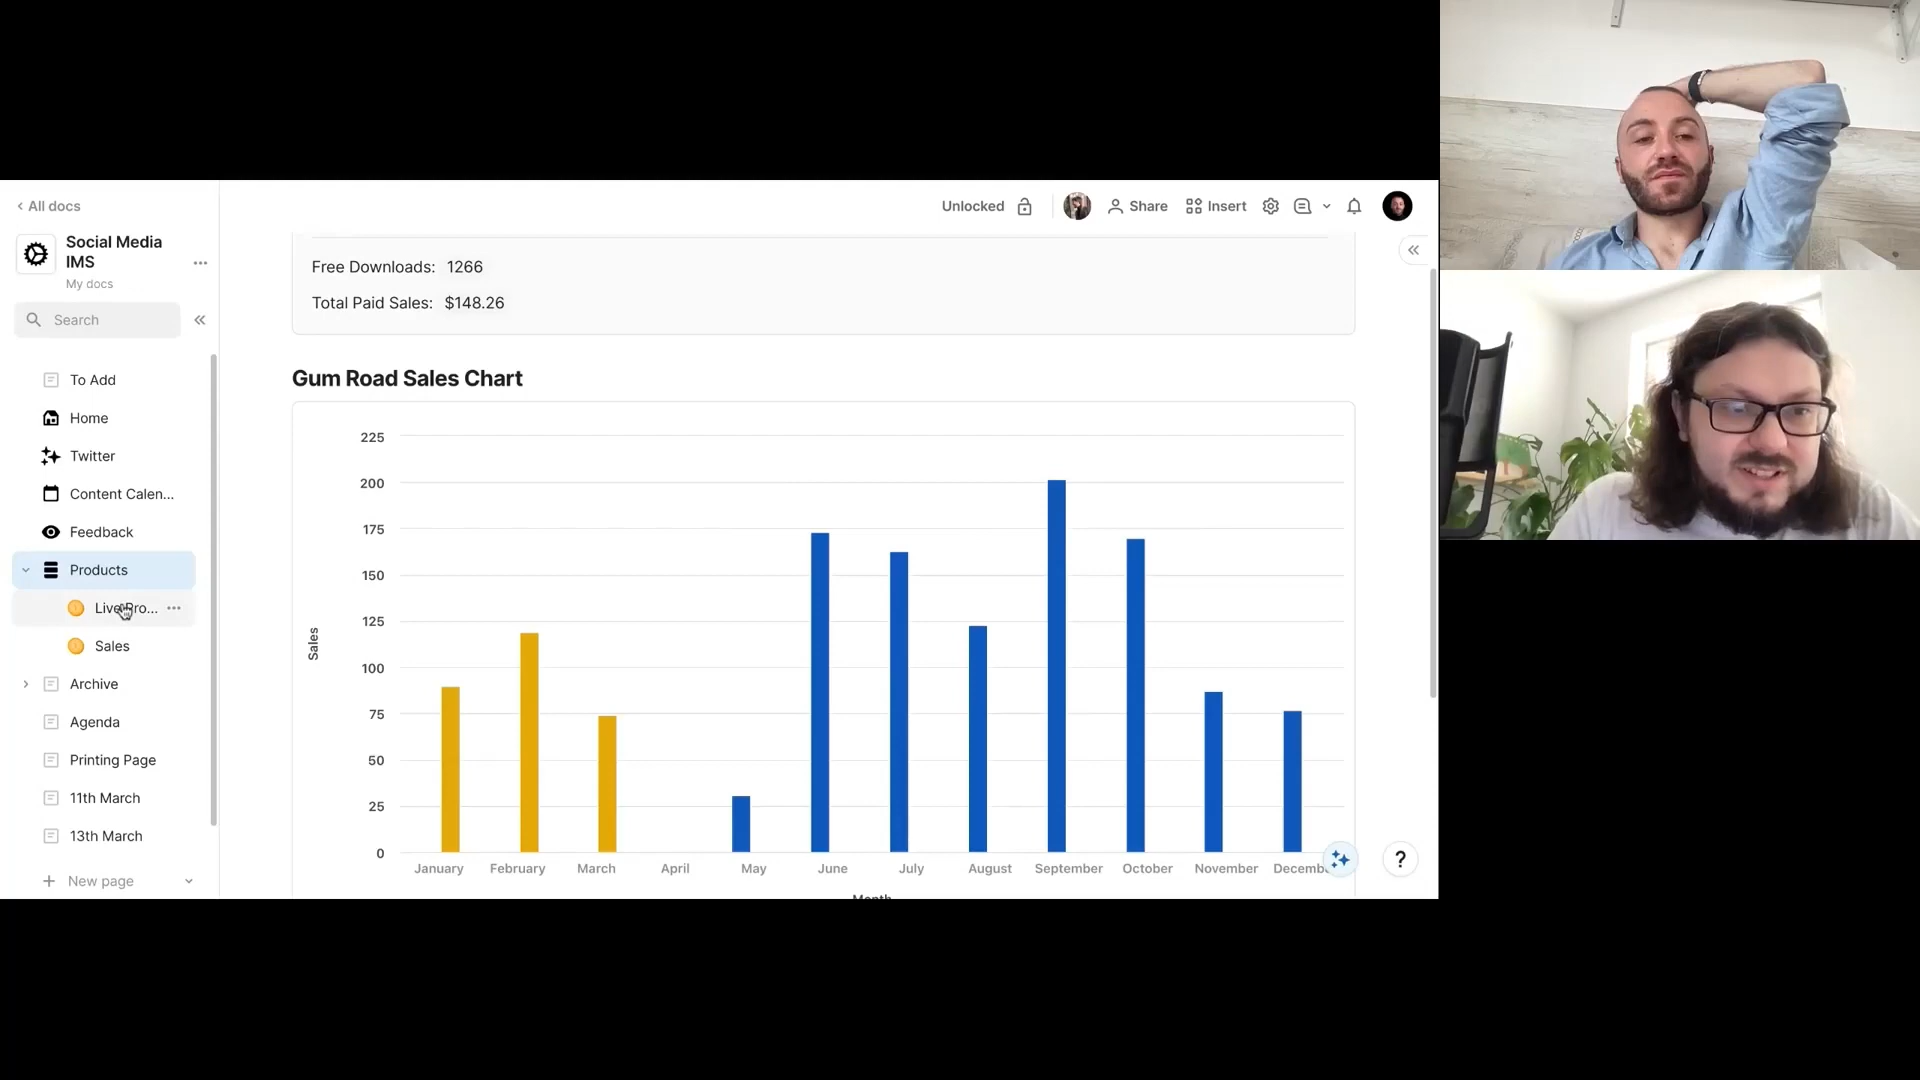 All docs
Social Media
IMS
My docs
Search
To Add
Home
Twitter
Content Calen...
Feedback
Products
Sales
Archive
Agenda
Printing Page
11th March
13th March
New page
Unlocked
Share
Insert
Free Downloads: 1266
Total Paid Sales: $148.26
Gum Road Sales Chart
225
200
175
150
125
100
75
50
25
0
Sales
January
February
March
April
May
June
July
August
September
October
November
Decemb
?